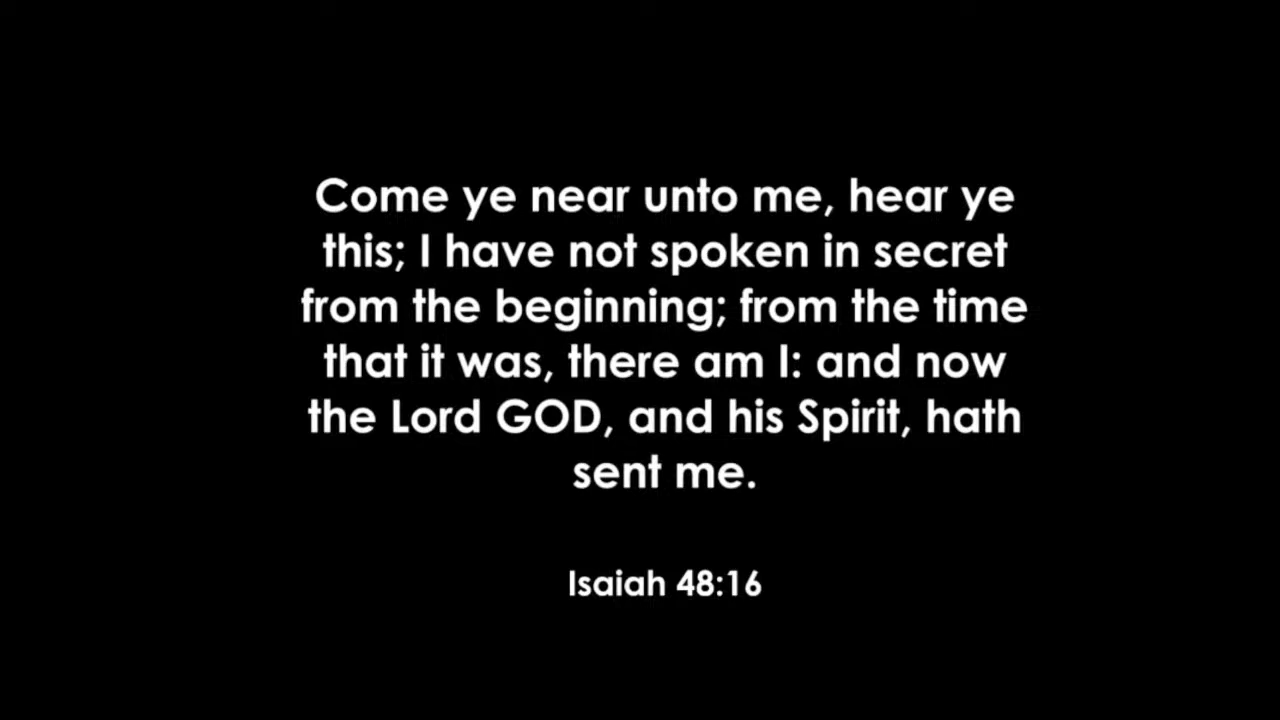 Come ye near unto me, hear ye
this; I have not spoken in secret
from the beginning; from the time
that it was, there am I: and now
the Lord GOD, and his Spirit, hath
sent me.
Isaiah 48:16